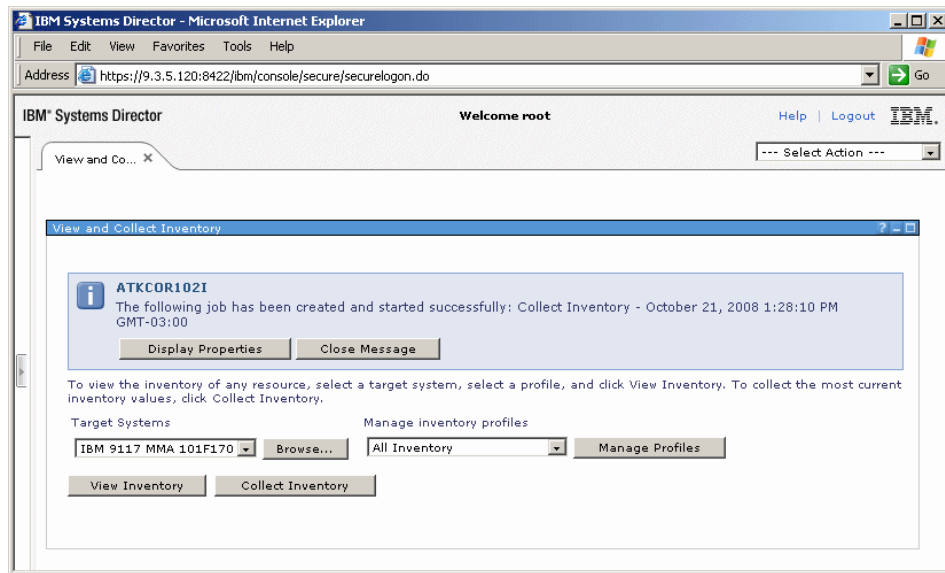 IBM Systems Director - Microsoft Internet Explorer
File Edit View Favorites Tools Help
Address https://9.3.5.120:8422/ibm/console/secure/securelogon.do Go
IBM® Systems Director Welcome root Help | Logout IBM.
View and Co... --- Select Action ---
View and Collect Inventory
ATKCOR102I
The following job has been created and started successfully: Collect Inventory - October 21, 2008 1:28:10 PM
GMT-03:00
Display Properties Close Message
To view the inventory of any resource, select a target system, select a profile, and click View Inventory. To collect the most current
inventory values, click Collect Inventory.
Target Systems Manage inventory profiles
IBM 9117 MMA 101F170 Browse... All Inventory Manage Profiles
View Inventory Collect Inventory